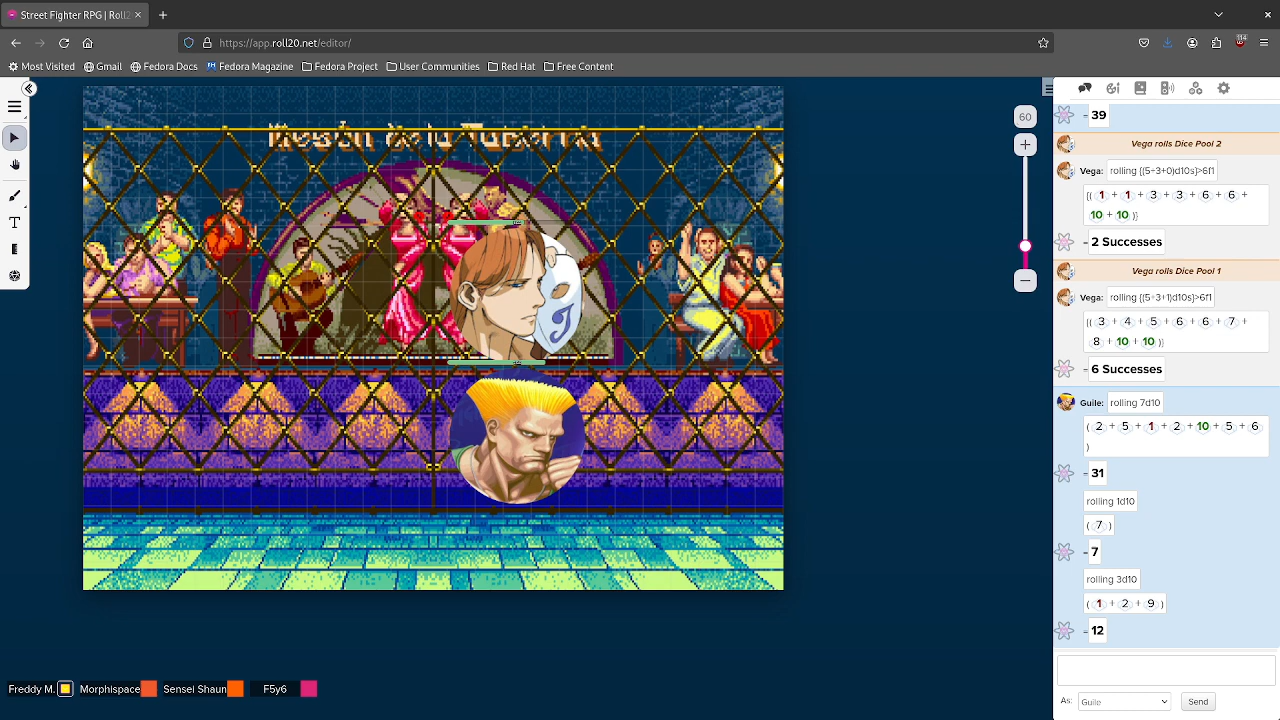 Street Fighter RPG | Roll2
https://app.roll20.net/editor/
114
Most Visited Gmail Fedora Docs Fedora Magazine Fedora Project User Communities Red Hat Free Content
60
= 39
Vega rolls Dice Pool 2
Vega: rolling {(5-3+0)d10s}>6f1
{( 1 + 1 + 3 + 3 + 6 + 6 +
10 + 10 )}
= 2 Successes
Vega rolls Dice Pool 1
Vega: rolling {(5+3+1)d10s}>6f1
{( 3 + 4 + 5 + 6 + 6 + 7 +
8 + 10 + 10 )}
= 6 Successes
Guile: rolling 7d10
( 2 + 5 + 1 + 2 + 10 + 5 + 6
)
= 31
rolling 1d10
( 7 )
= 7
rolling 3d10
( 1 + 2 + 9 )
= 12
As: Guile Send
Freddy M. Morphispace Sensei Shaun F5y6